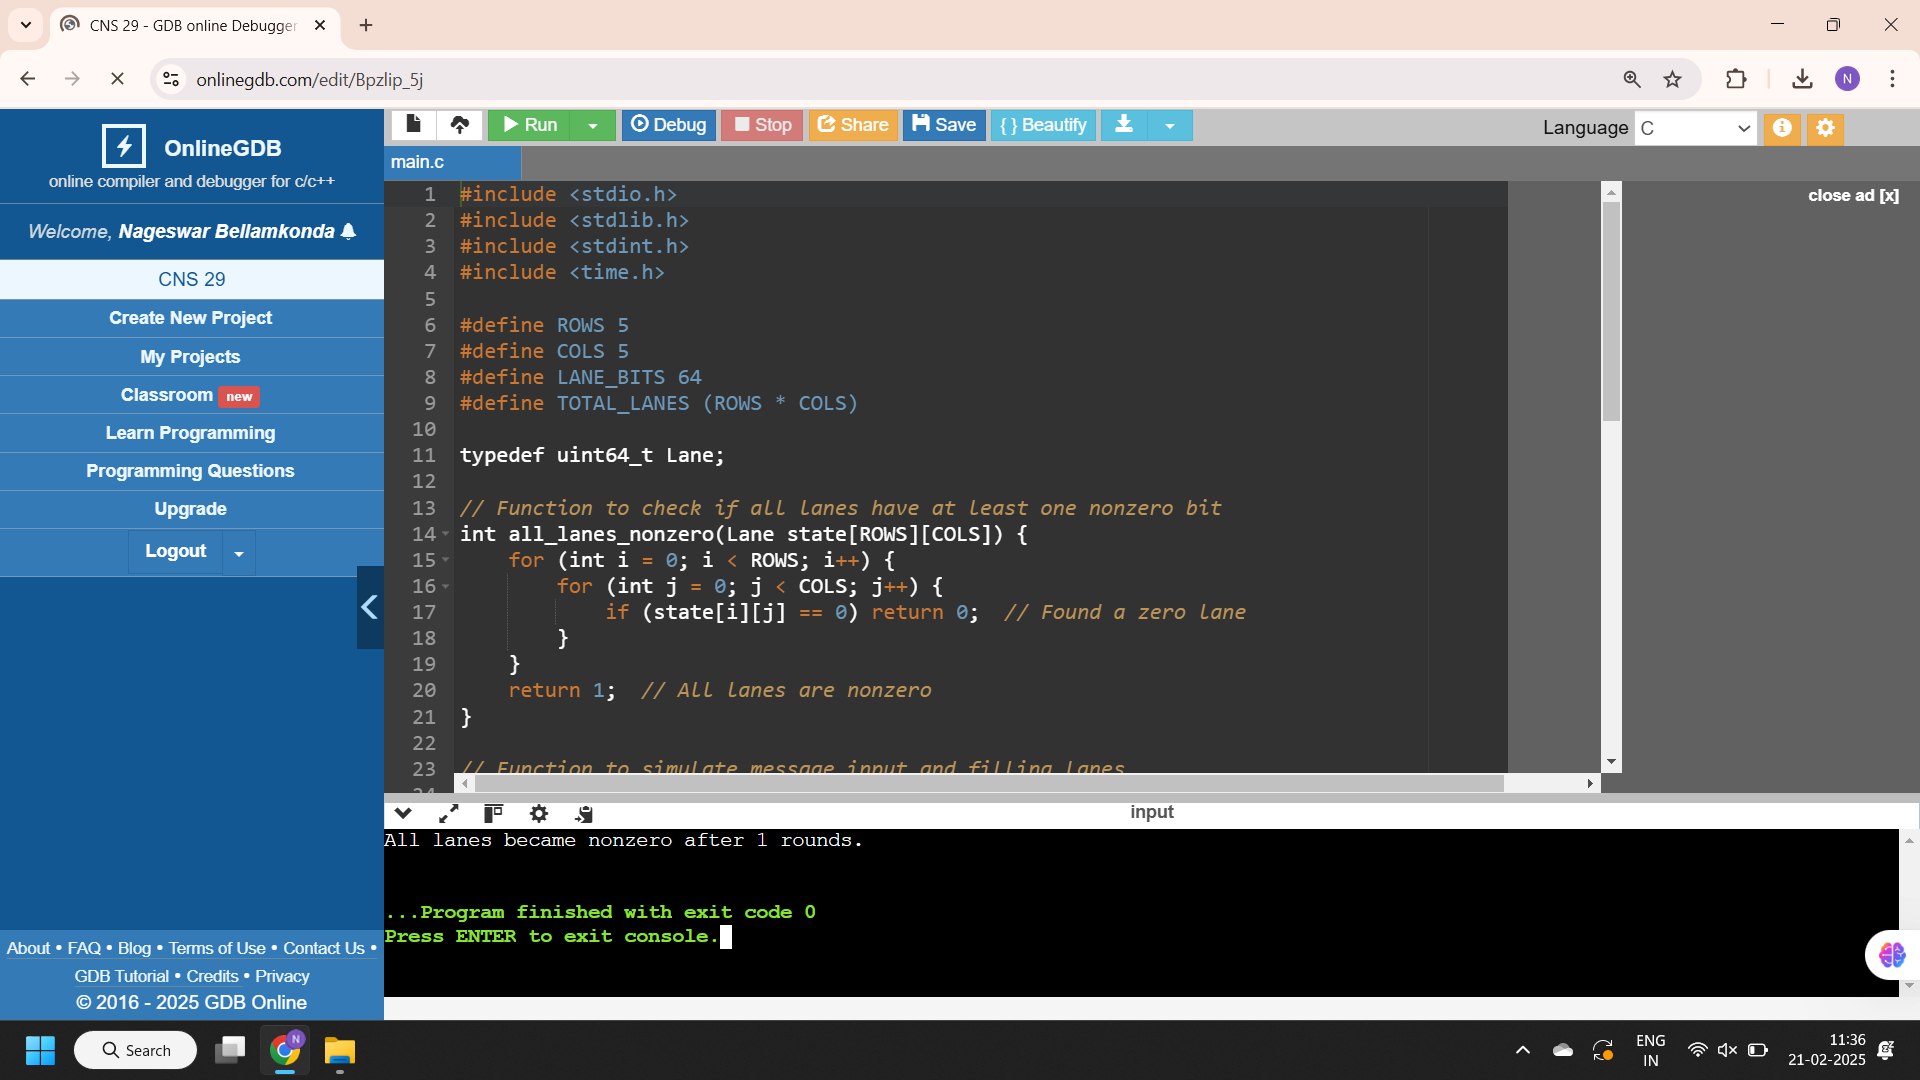 CNS 29 - GDB online Debugger
onlinegdb.com/edit/Bpzlip_5j
N
OnlineGDB
online compiler and debugger for c/c++
Welcome, Nageswar Bellamkonda
CNS 29
Create New Project
My Projects
Classroom new
Learn Programming
Programming Questions
Upgrade
Logout
About • FAQ • Blog • Terms of Use • Contact Us •
GDB Tutorial • Credits • Privacy
© 2016 - 2025 GDB Online
Run Debug Stop Share Save { } Beautify
Language C
main.c
close ad [x]
1 #include <stdio.h>
2 #include <stdlib.h>
3 #include <stdint.h>
4 #include <time.h>
5
6 #define ROWS 5
7 #define COLS 5
8 #define LANE_BITS 64
9 #define TOTAL_LANES (ROWS * COLS)
10
11 typedef uint64_t Lane;
12
13 // Function to check if all lanes have at least one nonzero bit
14 int all_lanes_nonzero(Lane state[ROWS][COLS]) {
15 for (int i = 0; i < ROWS; i++) {
16 for (int j = 0; j < COLS; j++) {
17 if (state[i][j] == 0) return 0; // Found a zero lane
18 }
19 }
20 return 1; // All lanes are nonzero
21 }
22
23 // Function to simulate message input and filling lanes
24
input
All lanes became nonzero after 1 rounds.
...Program finished with exit code 0
Press ENTER to exit console.
Search
N
ENG
IN
11:36
21-02-2025